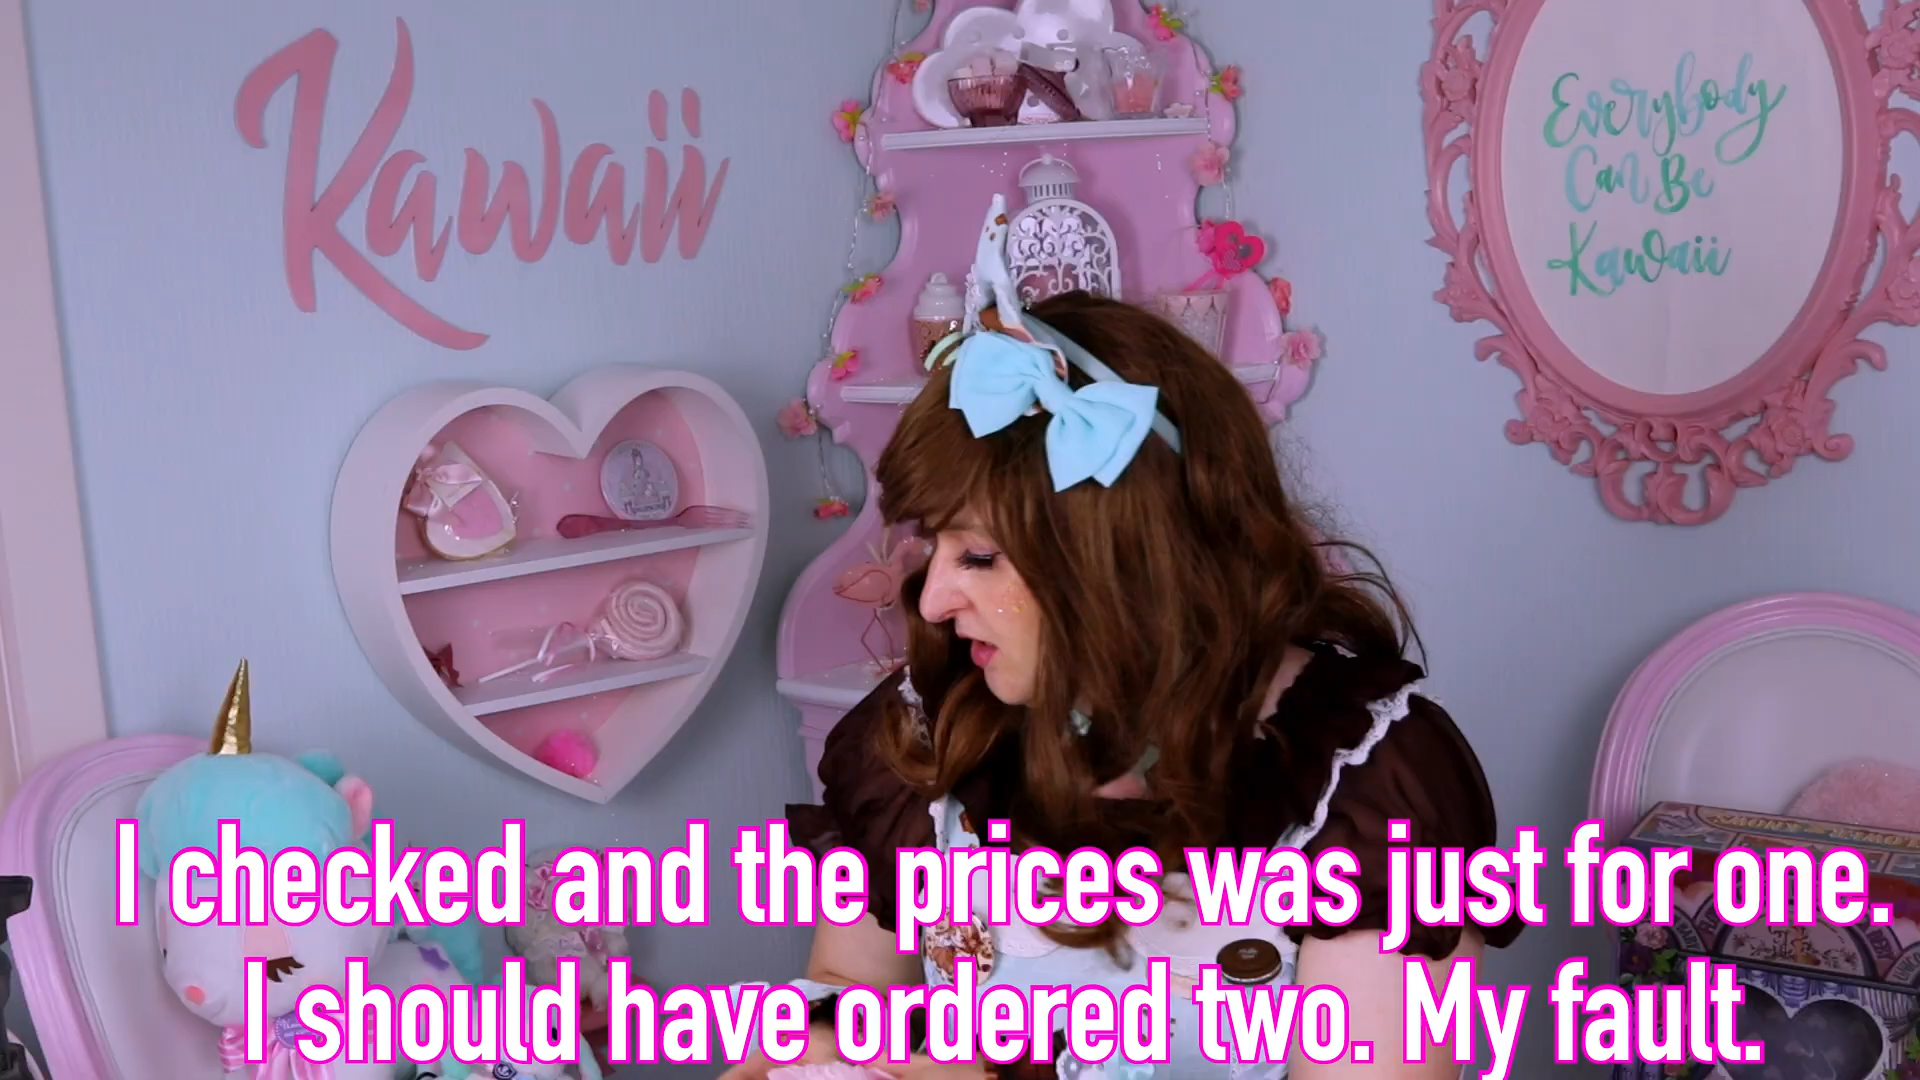 Kawaii
Everybody
Can Be
Kawaii
I checked and the prices was just for one.
I should have ordered two. My fault.